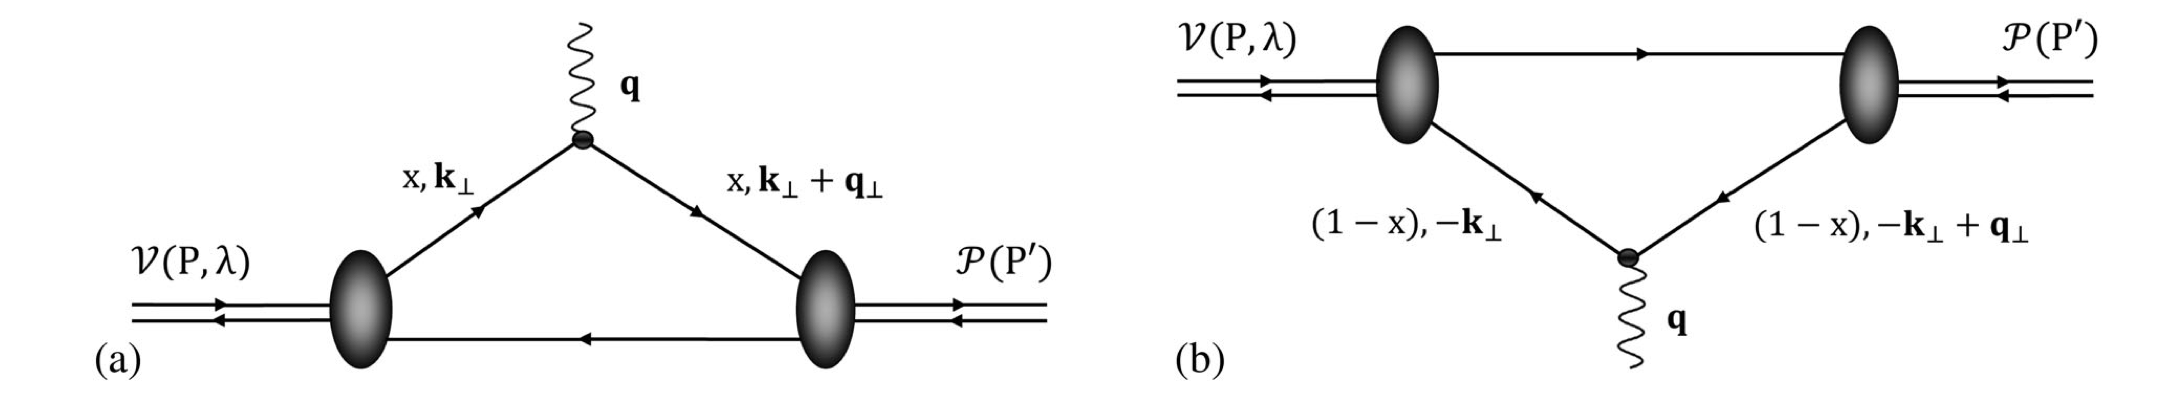 q
x, k⊥
x, k⊥ + q⊥
𝒱(P, λ)
𝒫(P′)
(a)
𝒱(P, λ)
𝒫(P′)
(1 − x), −k⊥
(1 − x), −k⊥ + q⊥
q
(b)